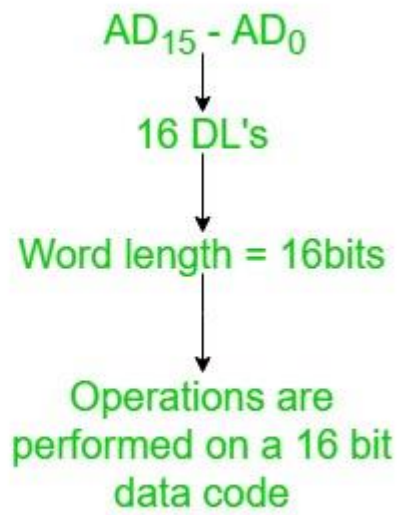 AD₁₅ - AD₀
16 DL's
Word length = 16bits
Operations are
performed on a 16 bit
data code